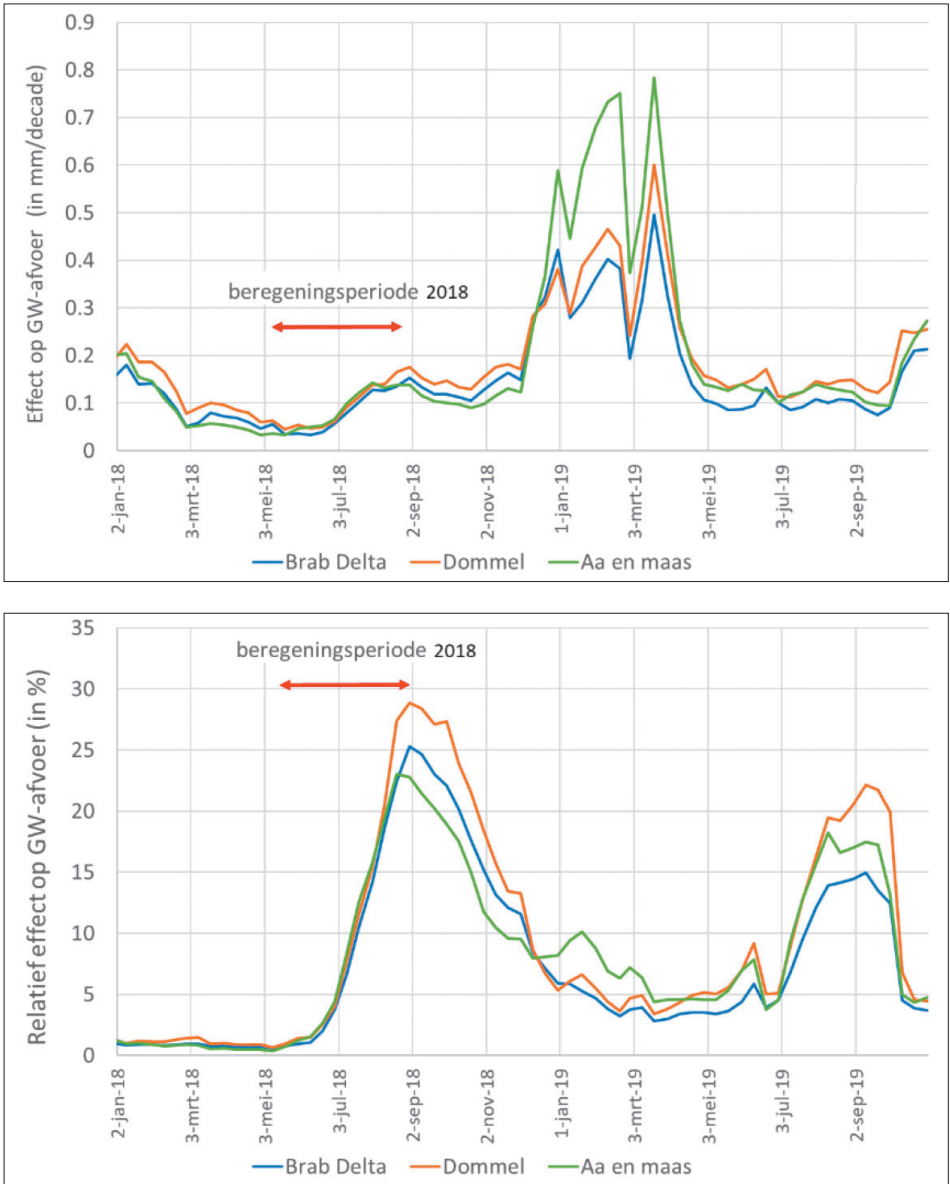 Effect op GW-afvoer (in mm/decade)
0.9
0.8
0.7
0.6
0.5
0.4
0.3
0.2
0.1
0
beregeningsperiode 2018
2-jan-18
3-mrt-18
3-mei-18
3-jul-18
2-sep-18
2-nov-18
1-jan-19
3-mrt-19
3-mei-19
3-jul-19
2-sep-19
Brab Delta Dommel Aa en maas
Relatief effect op GW-afvoer (in %)
35
30
25
20
15
10
5
0
beregeningsperiode 2018
2-jan-18
3-mrt-18
3-mei-18
3-jul-18
2-sep-18
2-nov-18
1-jan-19
3-mrt-19
3-mei-19
3-jul-19
2-sep-19
Brab Delta Dommel Aa en maas